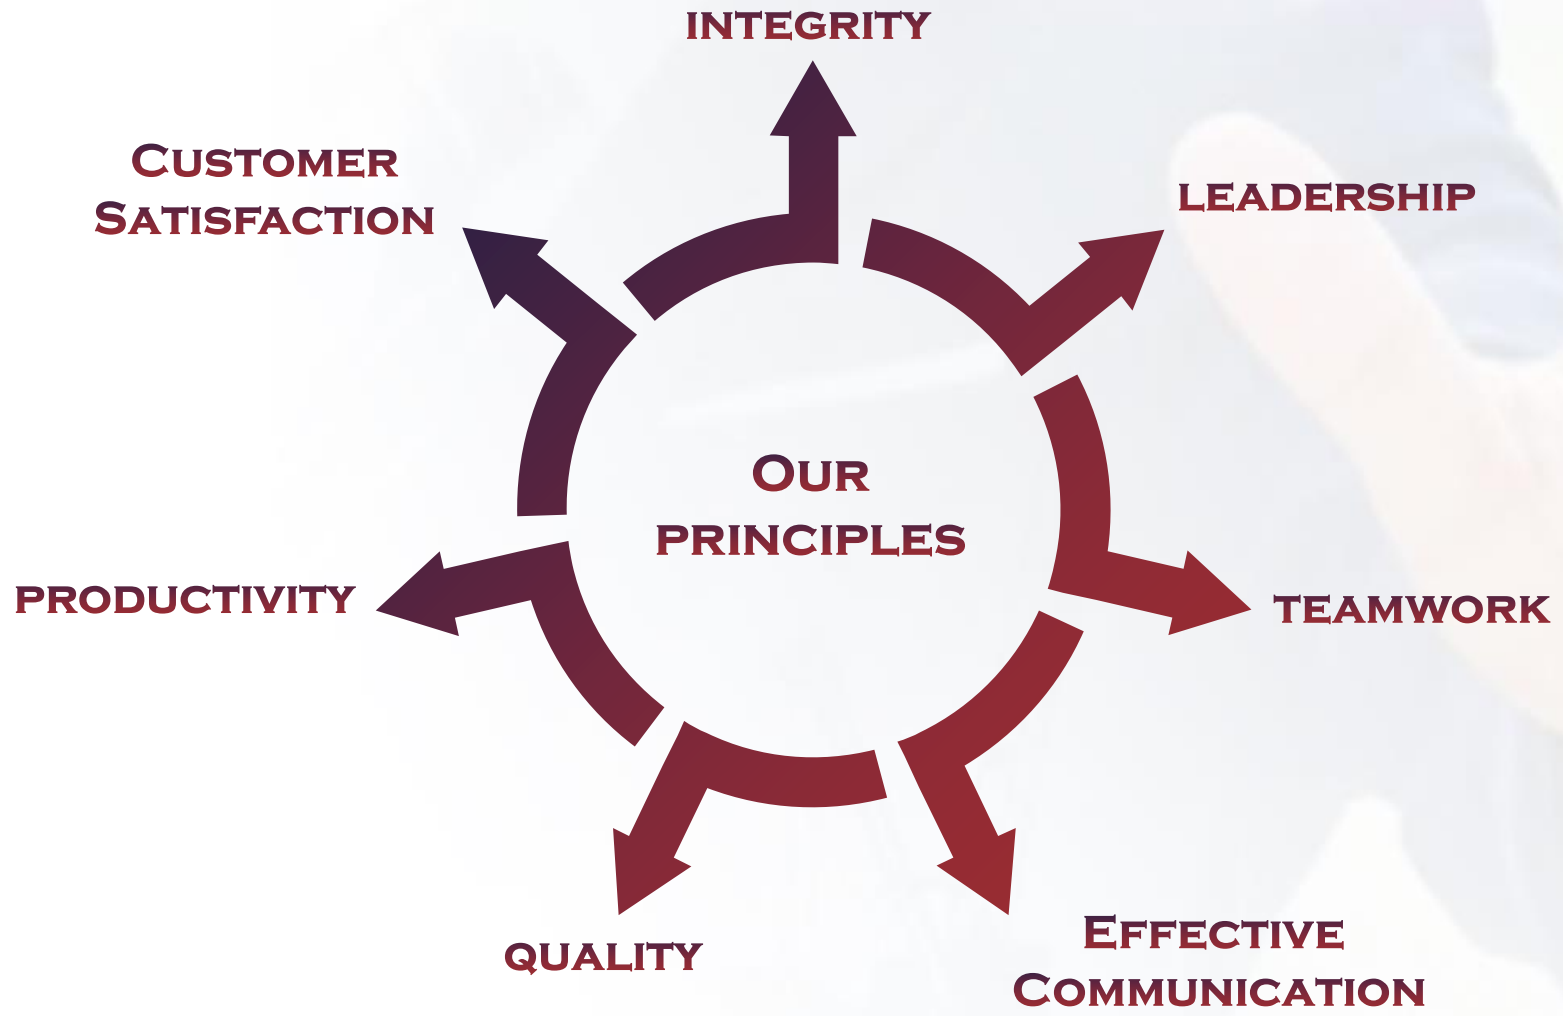 INTEGRITY
LEADERSHIP
TEAMWORK
EFFECTIVE
COMMUNICATION
QUALITY
PRODUCTIVITY
CUSTOMER
SATISFACTION
OUR
PRINCIPLES